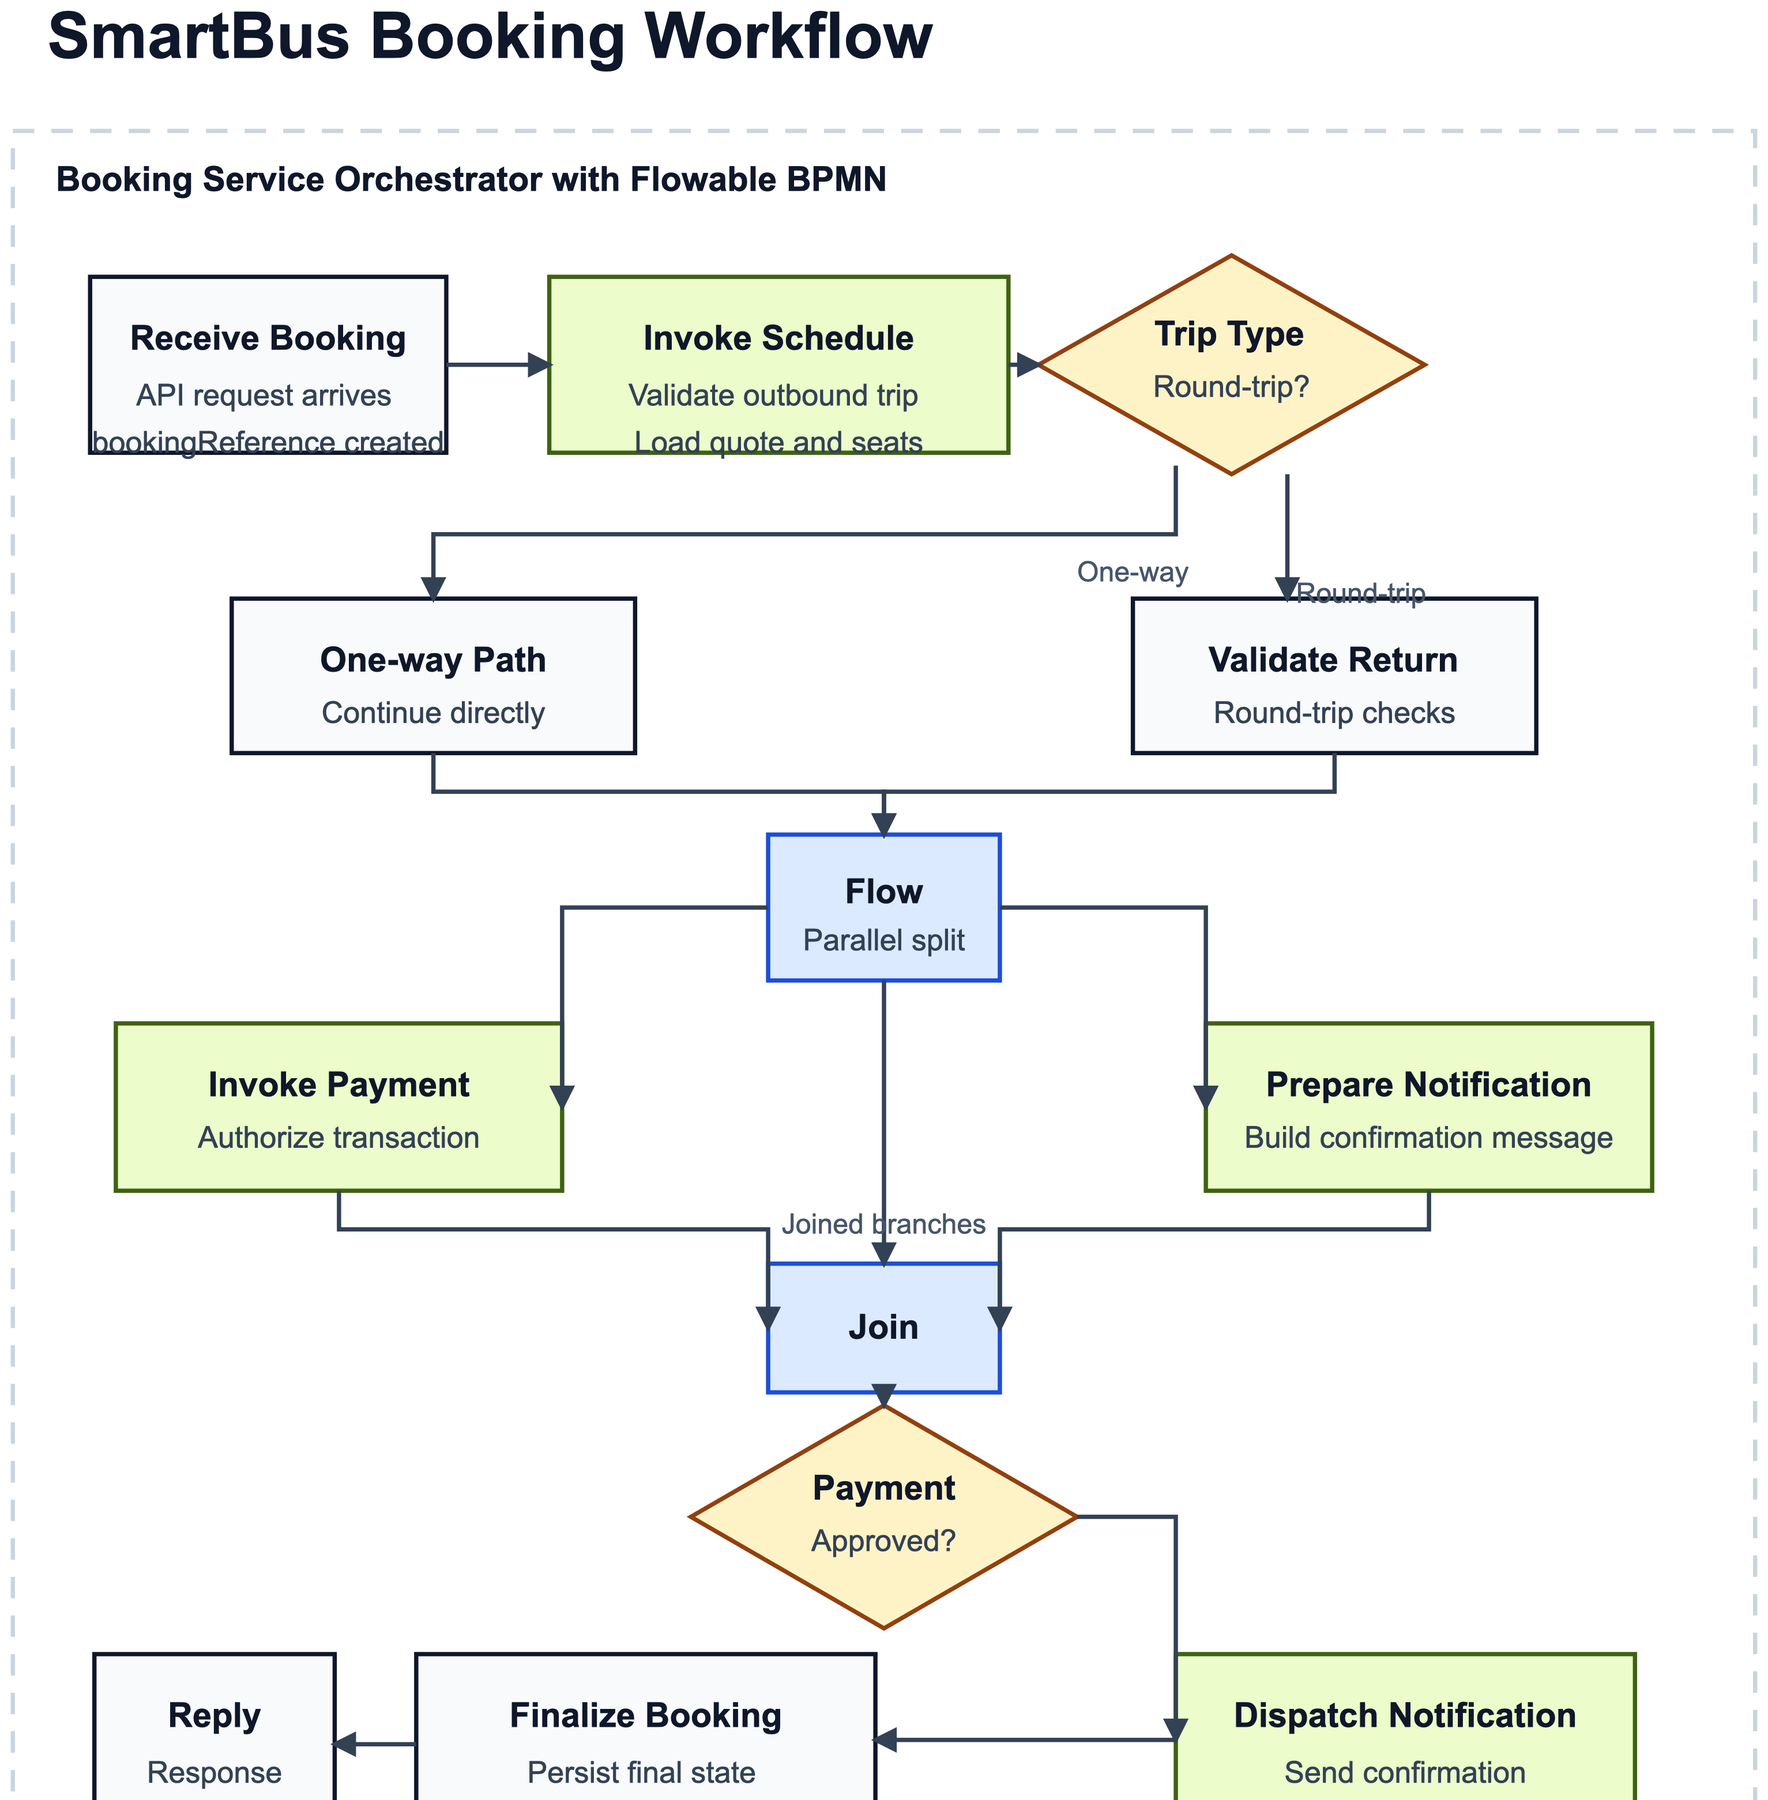 SmartBus Booking Workflow
Booking Service Orchestrator with Flowable BPMN
Receive Booking
API request arrives
bookingReference created
Invoke Schedule
Validate outbound trip
Load quote and seats
Trip Type
Round-trip?
One-way
Round-trip
One-way Path
Continue directly
Validate Return
Round-trip checks
Flow
Parallel split
Invoke Payment
Authorize transaction
Prepare Notification
Build confirmation message
Joined branches
Join
Payment
Approved?
Reply
Response
Finalize Booking
Persist final state
Dispatch Notification
Send confirmation